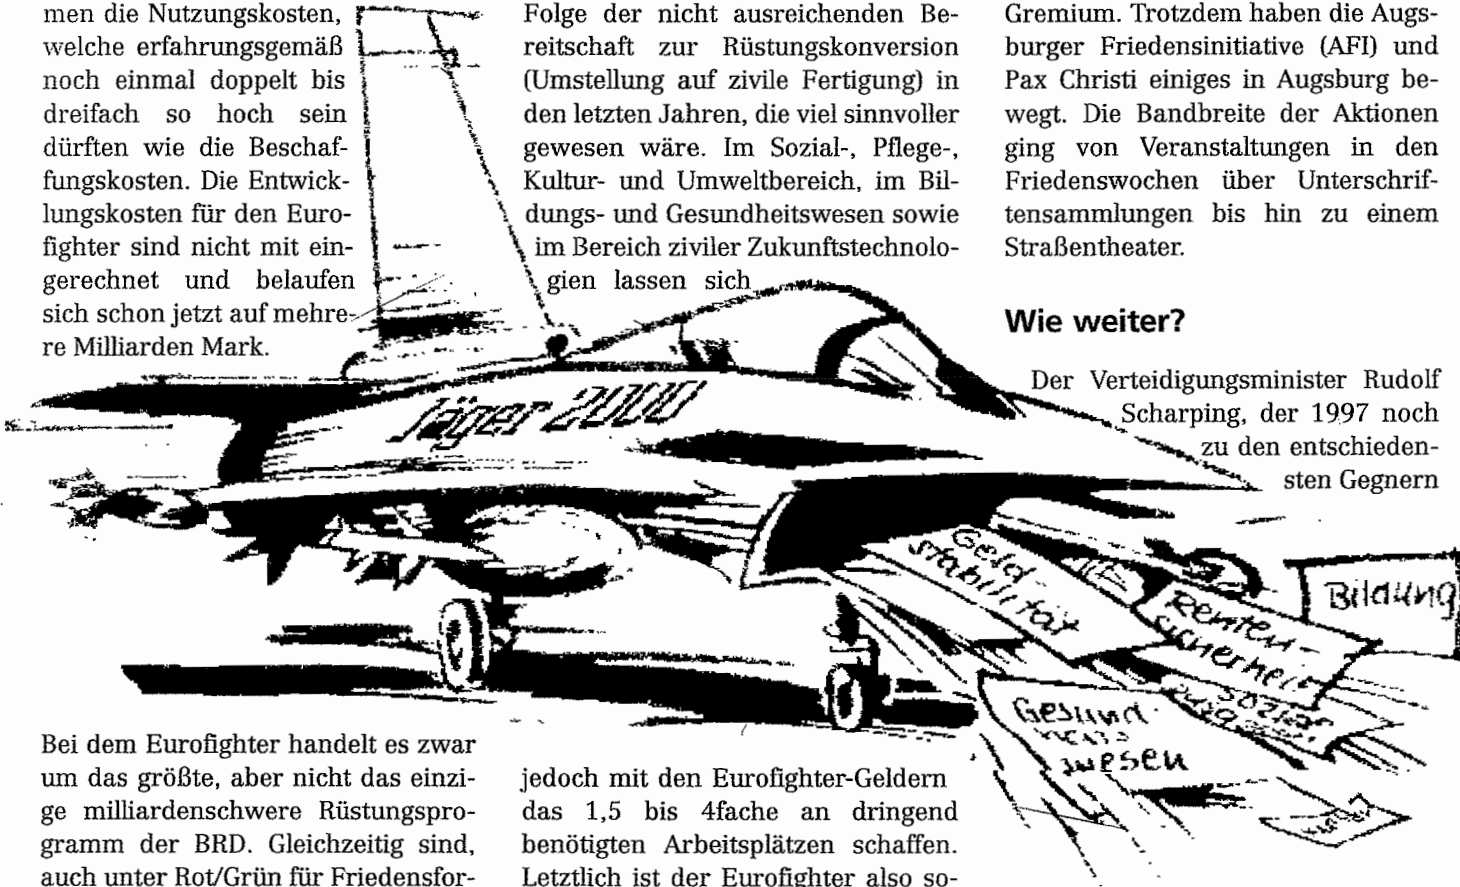 men die Nutzungskosten,
welche erfahrungsgemäß
noch einmal doppelt bis
dreifach so hoch sein
dürften wie die Beschaf-
fungskosten. Die Entwick-
lungskosten für den Euro-
fighter sind nicht mit ein-
gerechnet und belaufen
sich schon jetzt auf mehre-
re Milliarden Mark.
Bei dem Eurofighter handelt es zwar
um das größte, aber nicht das einzi-
ge milliardenschwere Rüstungspro-
gramm der BRD. Gleichzeitig sind,
auch unter Rot/Grün für Friedensfor-
Folge der nicht ausreichenden Be-
reitschaft zur Rüstungskonversion
(Umstellung auf zivile Fertigung) in
den letzten Jahren, die viel sinnvoller
gewesen wäre. Im Sozial-, Pflege-,
Kultur- und Umweltbereich, im Bil-
dungs- und Gesundheitswesen sowie
im Bereich ziviler Zukunftstechnolo-
gien lassen sich
jedoch mit den Eurofighter-Geldern
das 1,5 bis 4fache an dringend
benötigten Arbeitsplätzen schaffen.
Letztlich ist der Eurofighter also so-
Gremium. Trotzdem haben die Augs-
burger Friedensinitiative (AFI) und
Pax Christi einiges in Augsburg be-
wegt. Die Bandbreite der Aktionen
ging von Veranstaltungen in den
Friedenswochen über Unterschrif-
tensammlungen bis hin zu einem
Straßentheater.
Wie weiter?
Der Verteidigungsminister Rudolf
Scharping, der 1997 noch
zu den entschieden-
sten Gegnern
Jäger 2000
Geld-
stabilität
Renten-
sicherheit
Bildung
Gesund-
wesen